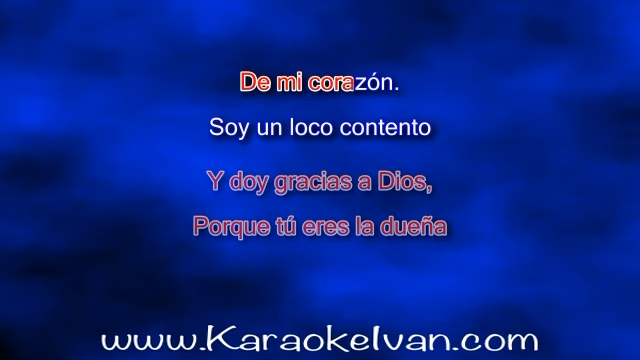 De mi corazón.
Soy un loco contento
Y doy gracias a Dios,
Porque tú eres la dueña
www.KaraokeIvan.com